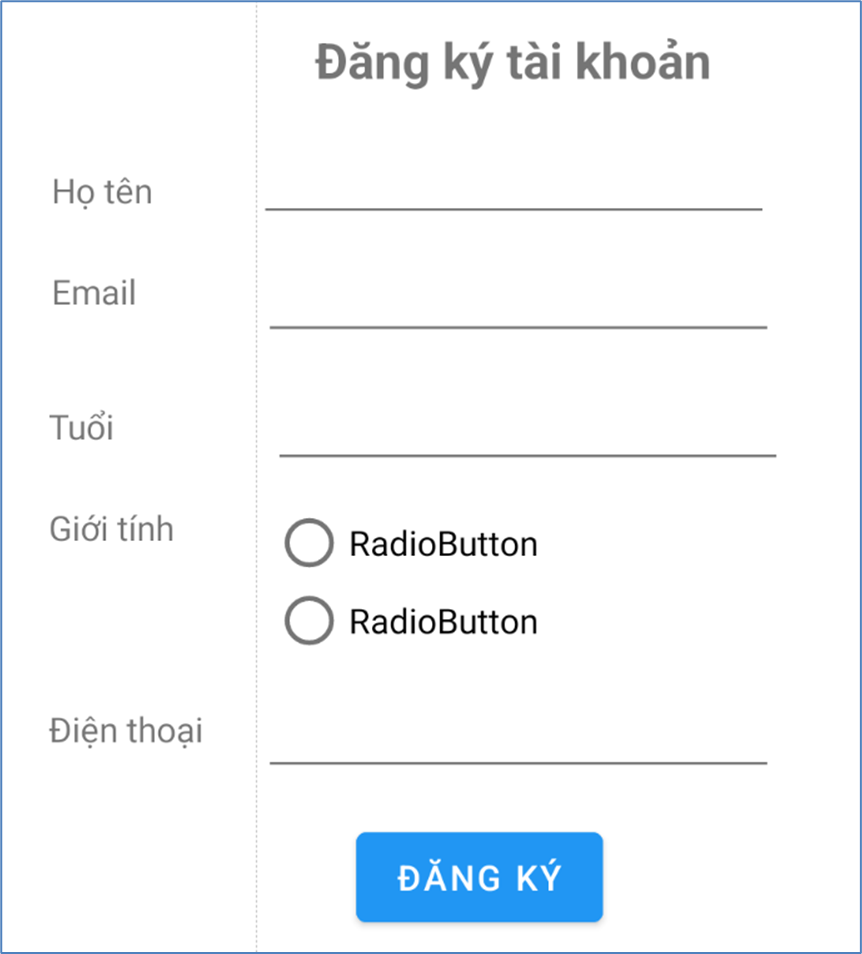 Đăng ký tài khoản
Họ tên
Email
Tuổi
Giới tính
RadioButton
RadioButton
Điện thoại
ĐĂNG KÝ